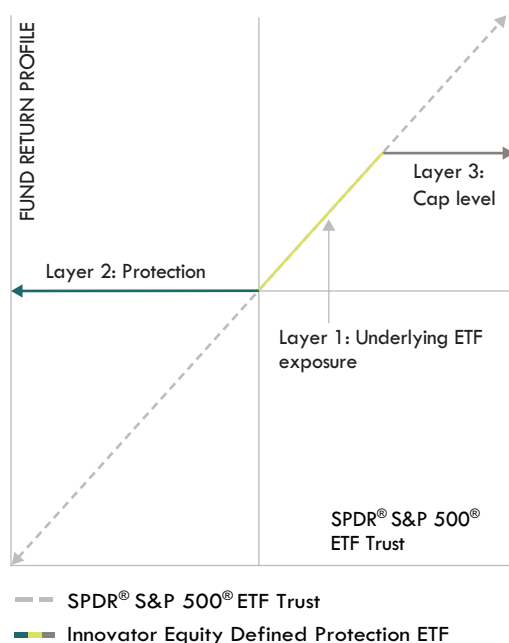 FUND RETURN PROFILE
Layer 3:
Cap level
Layer 2: Protection
Layer 1: Underlying ETF
exposure
SPDR® S&P 500®
ETF Trust
SPDR® S&P 500® ETF Trust
Innovator Equity Defined Protection ETF